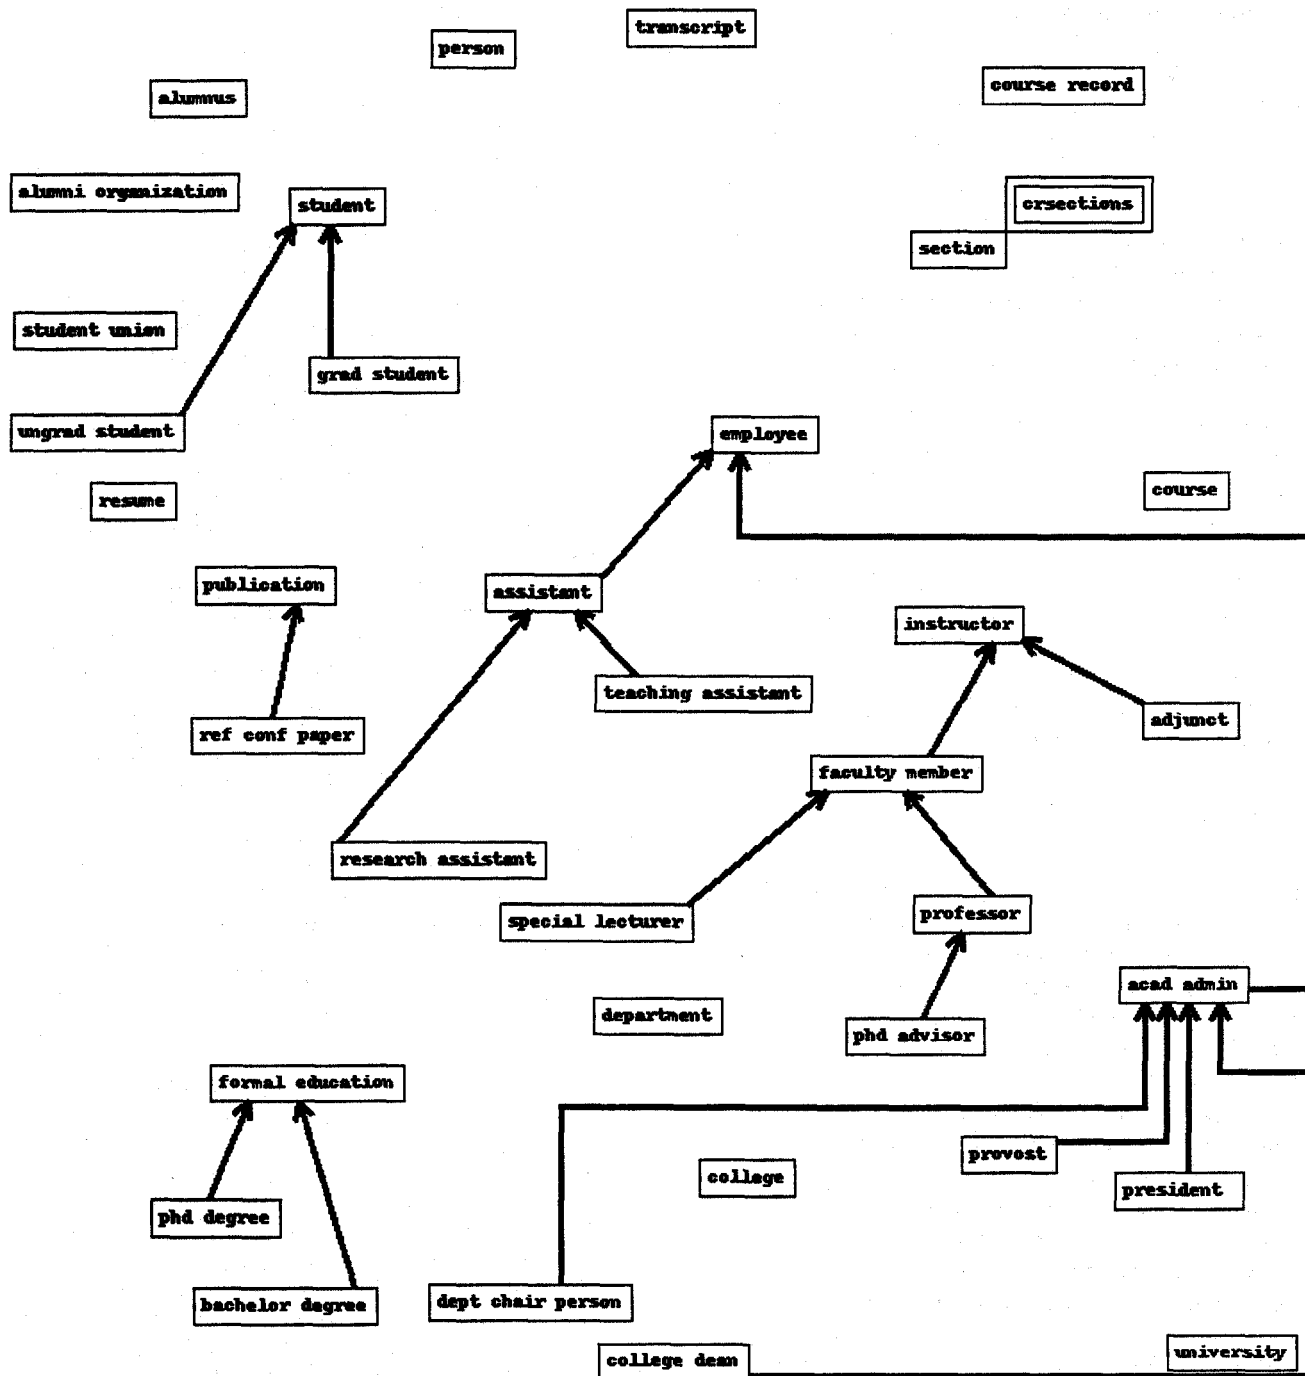 transcript
person
course record
alumnus
alumni organization
student
crsections
section
student union
grad student
ungrad student
employee
resume
course
publication
assistant
instructor
teaching assistant
adjunct
ref conf paper
faculty member
research assistant
special lecturer
professor
acad admin
department
phd advisor
formal education
provost
college
president
phd degree
bachelor degree
dept chair person
university
college dean